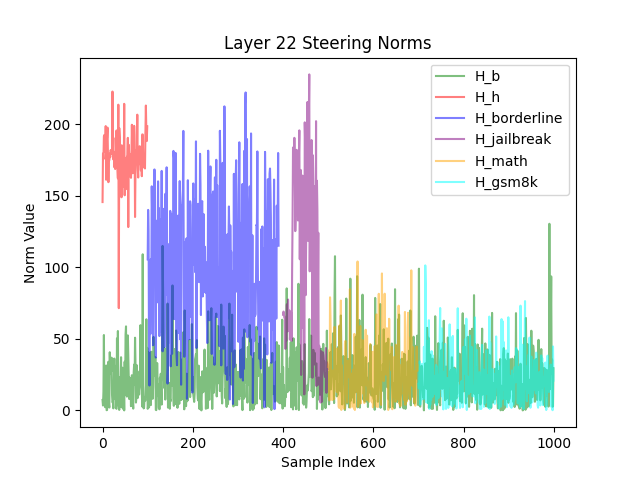 Layer 22 Steering Norms
H_b
H_h
H_borderline
H_jailbreak
H_math
H_gsm8k
Norm Value
200
150
100
50
0
0 200 400 600 800 1000
Sample Index